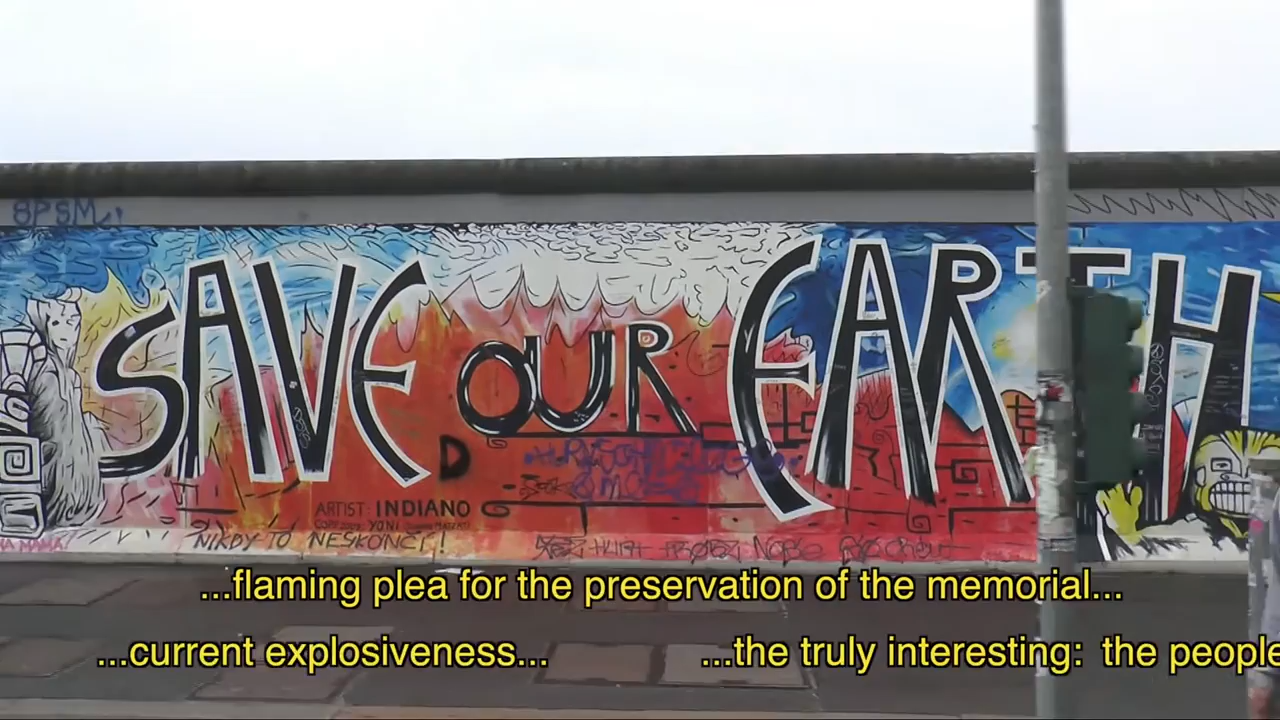 8PSM
SAVE OUR EARTH
D
ARTIST: INDIANO
NIKDY TO NESKONČÍ!
...flaming plea for the preservation of the memorial...
...current explosiveness... ...the truly interesting: the people